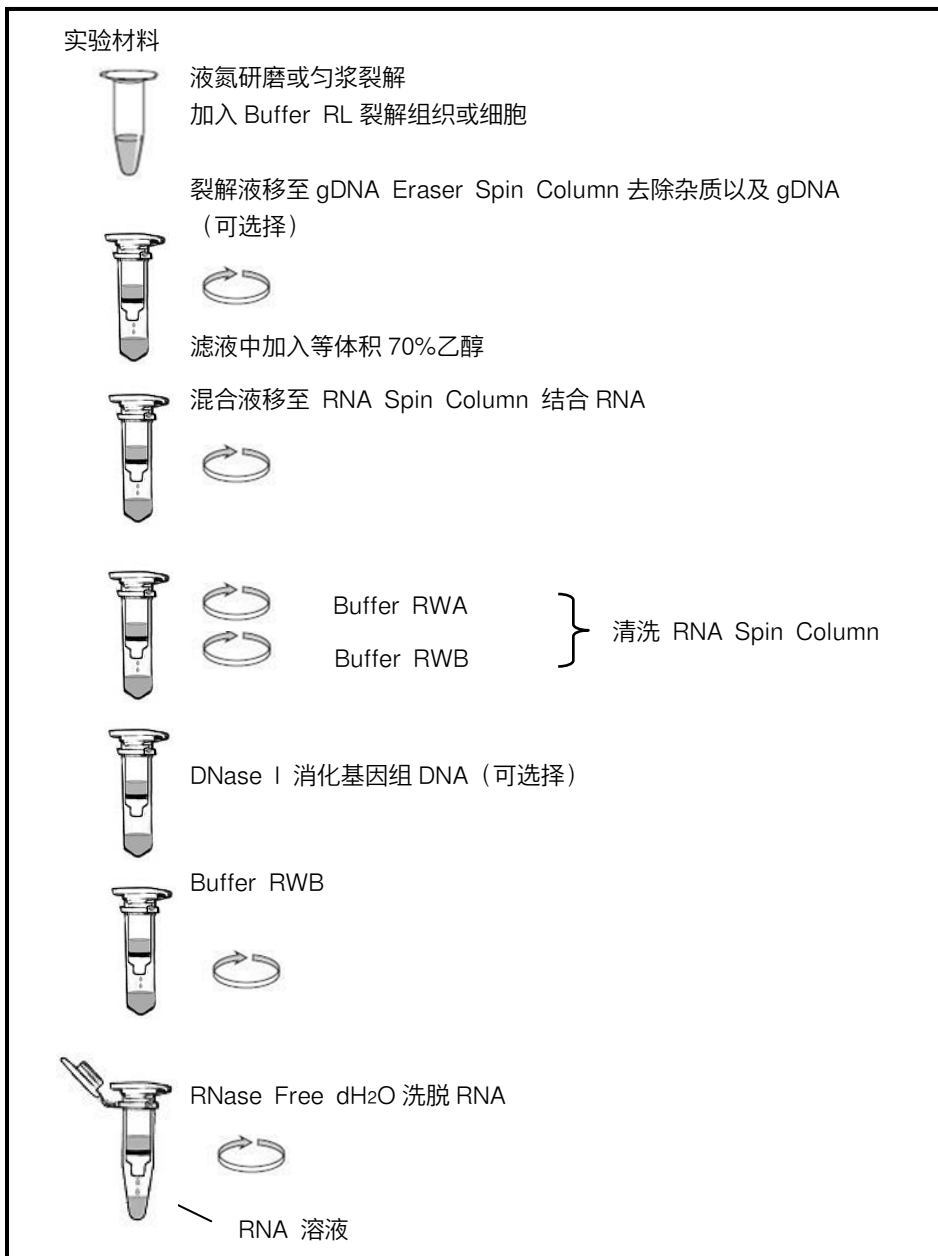 实验材料
液氮研磨或匀浆裂解
加入 Buffer RL 裂解组织或细胞
裂解液移至 gDNA Eraser Spin Column 去除杂质以及 gDNA
（可选择）
滤液中加入等体积 70%乙醇
混合液移至 RNA Spin Column 结合 RNA
Buffer RWA
清洗 RNA Spin Column
Buffer RWB
DNase I 消化基因组 DNA（可选择）
Buffer RWB
RNase Free dH2O 洗脱 RNA
RNA 溶液